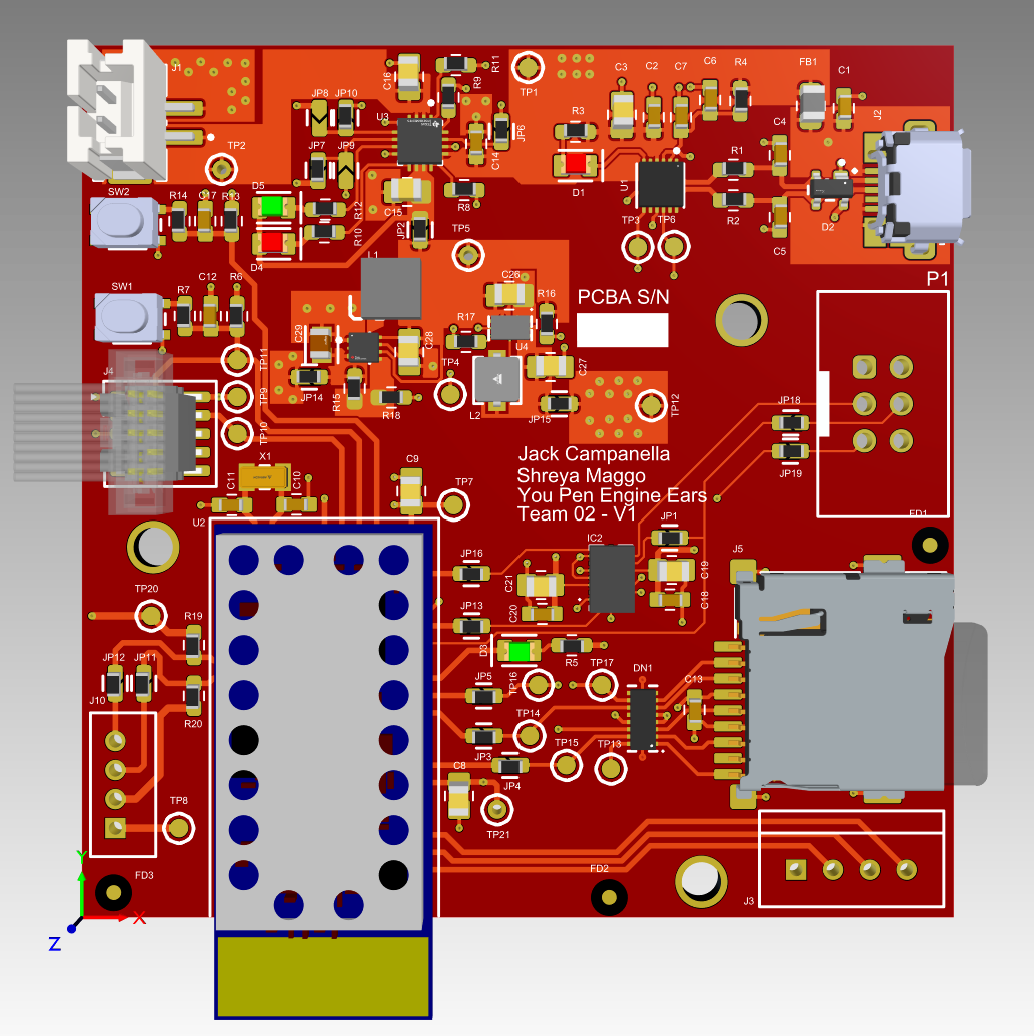 J1
C16
R11
R9
TP1
C3 C2 C7 C6 R4
FB1 C1
JP8 JP10
U3
JP6
R3
C4
J2
TP2
JP7 JP9
C14
D1
U1
R1
SW2
R14 C17 R13
D5
R12
C15
R8
R2
R10
JP2
TP5
TP3 TP6
C5
D2
D4
L1
SW1
R7 C12 R6
C26
R16
PCBA S/N
P1
C29
C28
R17
U4
TP11
J4
TP4
C27
TP9
JP14
R15
R18
L2
JP15
TP12
JP18
TP10
JP19
X1
C9
TP7
Jack Campanella
Shreya Maggo
You Pen Engine Ears
Team 02 - V1
C11
C10
U2
JP1
FD1
IC2
J5
JP16
C21
C19
TP20
C20
C18
R19
JP13
D3
R5
JP12 JP11
TP16
TP17
DN1
J10
JP5
C13
R20
TP14
JP3
TP15
TP13
C8
JP4
TP8
TP21
FD3
FD2
J3
Y
X
Z